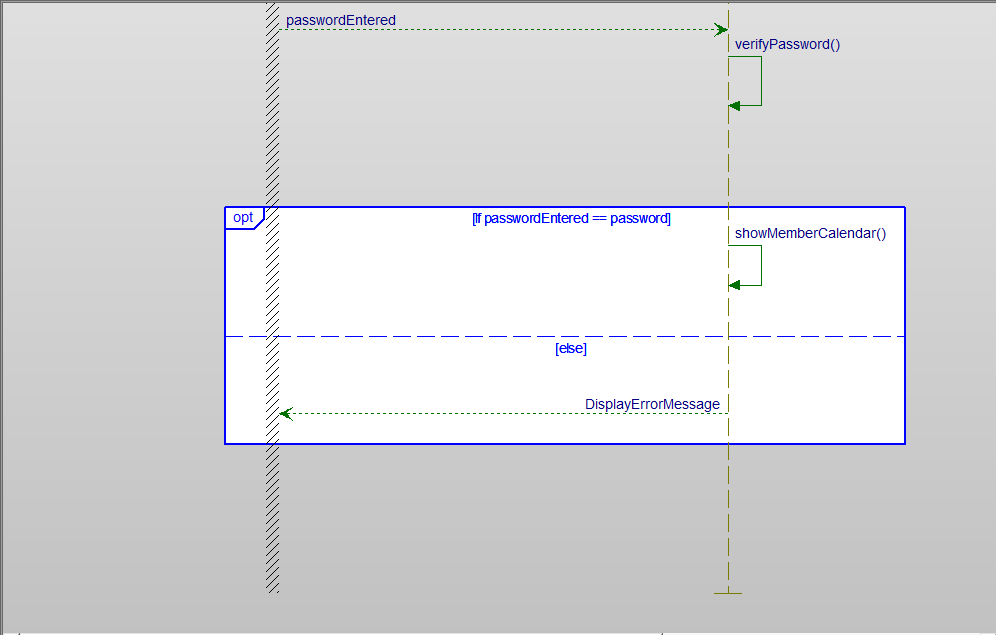 passwordEntered
verifyPassword()
opt
[If passwordEntered == password]
showMemberCalendar()
[else]
DisplayErrorMessage